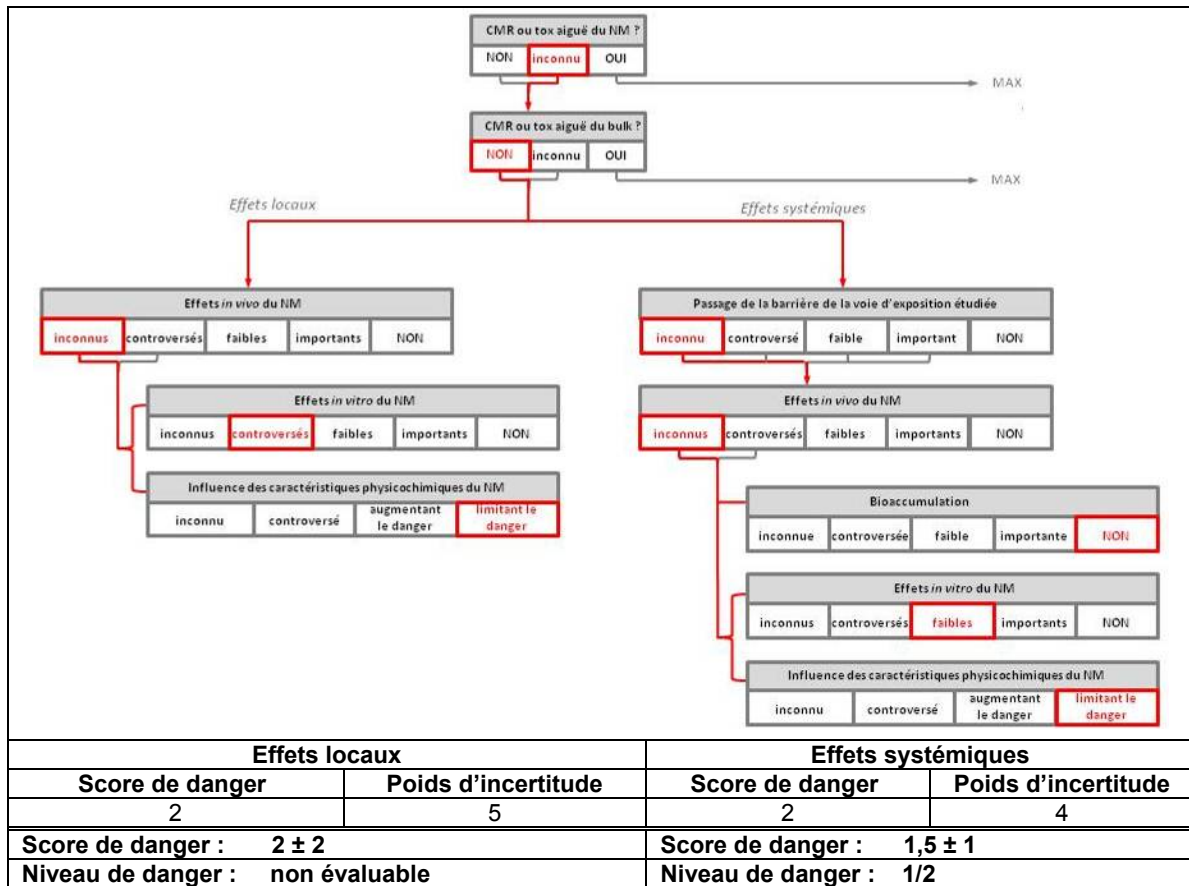 CMR ou tox aiguë du NM ?
NON inconnu OUI
MAX
CMR ou tox aiguë du bulk ?
NON inconnu OUI
MAX
Effets locaux
Effets systémiques
Effets in vivo du NM
inconnus controversés faibles importants NON
Effets in vitro du NM
inconnus controversés faibles importants NON
Influence des caractéristiques physicochimiques du NM
inconnu controversé augmentant le danger limitant le danger
Passage de la barrière de la voie d'exposition étudiée
inconnu controversé faible important NON
Effets in vivo du NM
inconnus controversés faibles importants NON
Bioaccumulation
inconnue controversée faible importante NON
Effets in vitro du NM
inconnus controversés faibles importants NON
Influence des caractéristiques physicochimiques du NM
inconnu controversé augmentant le danger limitant le danger
Effets locaux Effets systémiques
Score de danger Poids d'incertitude Score de danger Poids d'incertitude
2 5 2 4
Score de danger : 2 ± 2 Score de danger : 1,5 ± 1
Niveau de danger : non évaluable Niveau de danger : 1/2